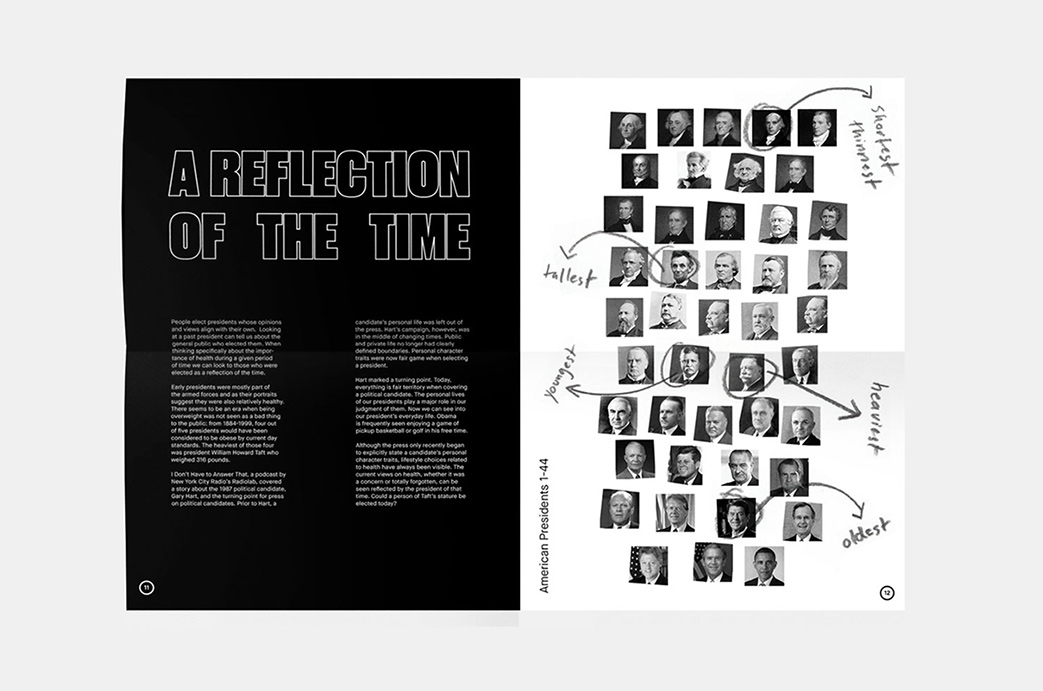 A REFLECTION
OF THE TIME
People elect presidents whose opinions
and views align with their own. Looking
at a past president can tell us about the
general public who elected them. When
thinking specifically about the impor-
tance of health during a given period
of time we can look to those who were
elected as a reflection of the time.
Early presidents were mostly part of
the armed forces and as their portraits
suggest they were also relatively healthy.
There seems to be an era when being
overweight was not seen as a bad thing
to the public: from 1884-1999, four out
of five presidents would have been
considered to be obese by current day
standards. The heaviest of those four
was president William Howard Taft who
weighed 316 pounds.
I Don't Have to Answer That, a podcast by
New York City Radio's Radiolab, covered
a story about the 1987 political candidate,
Gary Hart, and the turning point for press
on political candidates. Prior to Hart, a
candidate's personal life was left out of
the press. Hart's campaign, however, was
in the middle of changing times. Public
and private life no longer had clearly
defined boundaries. Personal character
traits were now fair game when selecting
a president.
Hart marked a turning point. Today,
everything is fair territory when covering
a political candidate. The personal lives
of our presidents play a major role in our
judgment of them. Now we can see into
our president's everyday life. Obama
is frequently seen enjoying a game of
pickup basketball or golf in his free time.
Although the press only recently began
to explicitly state a candidate's personal
character traits, lifestyle choices related
to health have always been visible. The
current views on health, whether it was
a concern or totally forgotten, can be
seen reflected by the president of that
time. Could a person of Taft's stature be
elected today?
11
shortest
thinnest
tallest
youngest
heaviest
oldest
American Presidents 1-44
12